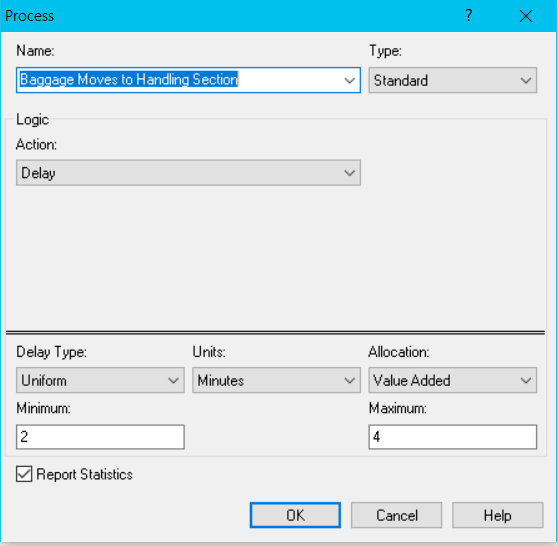 Process ?
Name: Type:
Baggage Moves to Handling Section Standard
Logic
Action:
Delay
Delay Type: Units: Allocation:
Uniform Minutes Value Added
Minimum: Maximum:
2 4
Report Statistics
OK Cancel Help